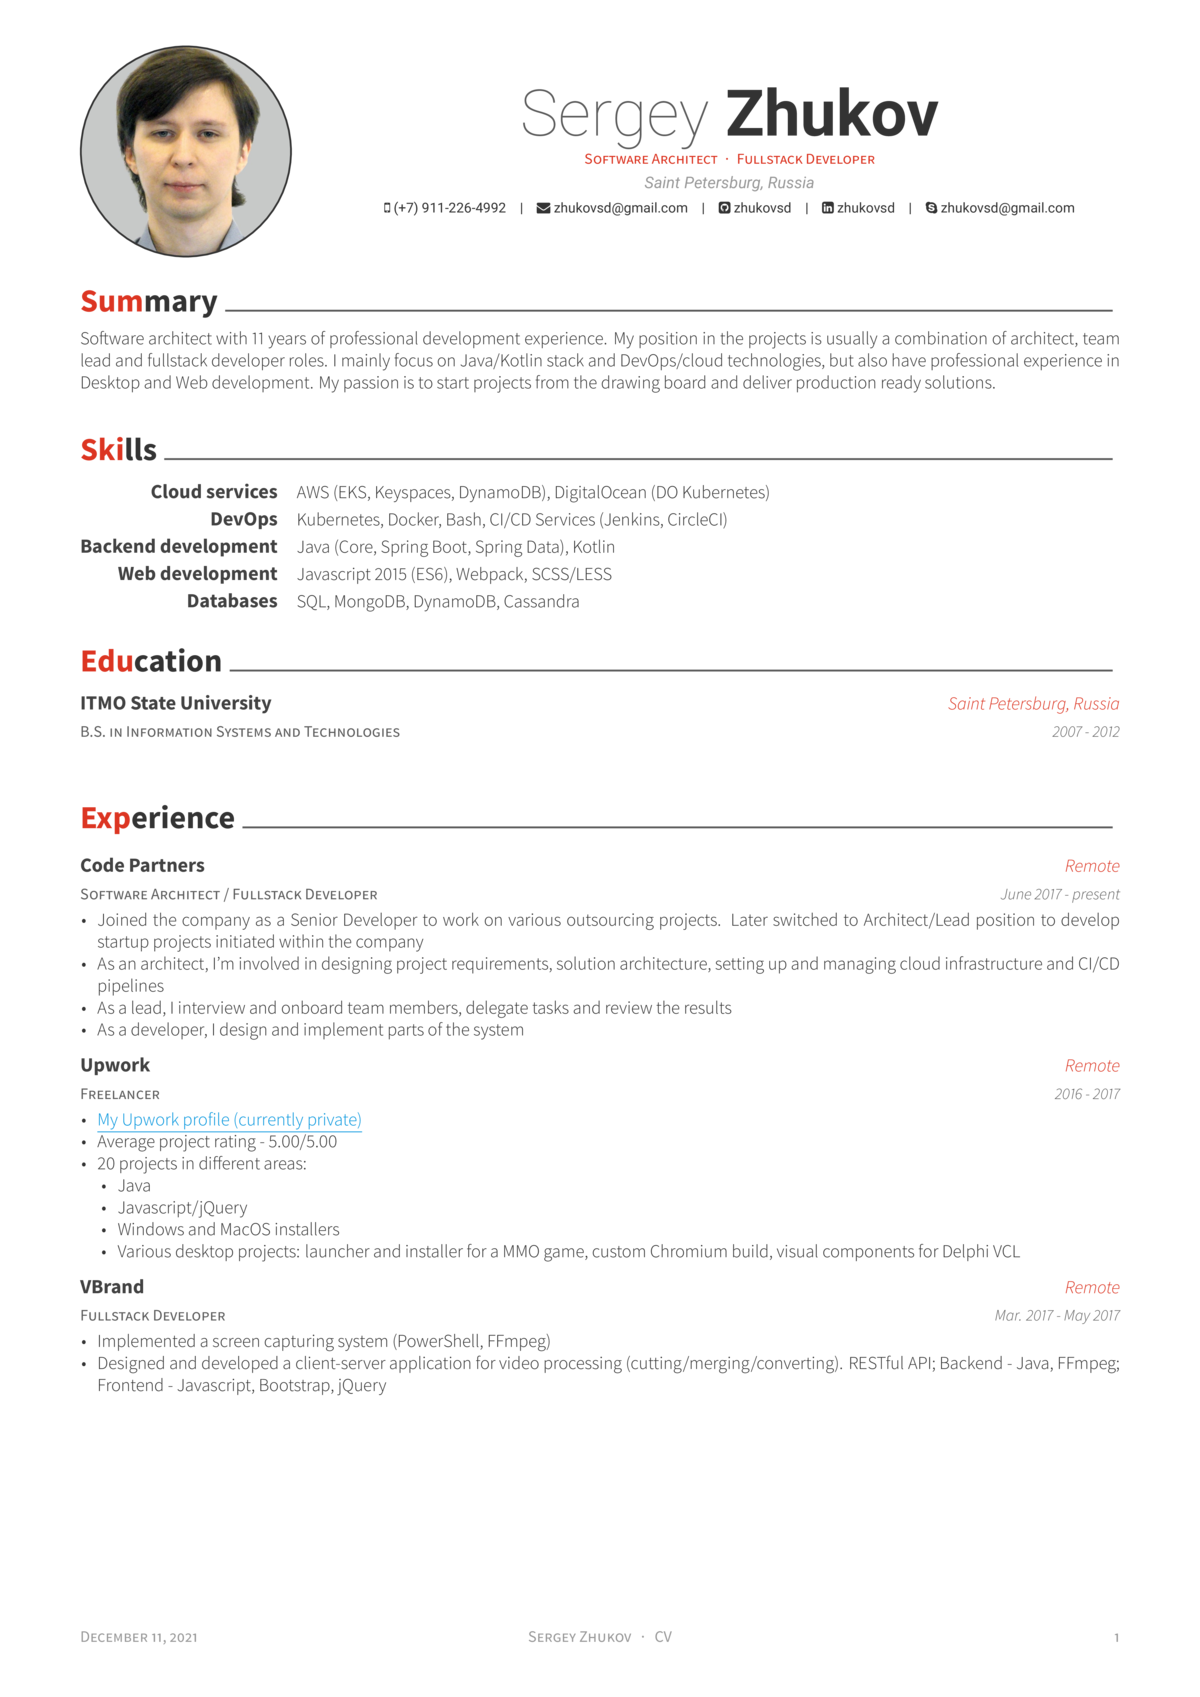 Sergey Zhukov
Software Architect · Fullstack Developer
Saint Petersburg, Russia
(+7) 911-226-4992 | zhukovsd@gmail.com | zhukovsd | zhukovsd | zhukovsd@gmail.com
Summary
Software architect with 11 years of professional development experience. My position in the projects is usually a combination of architect, team
lead and fullstack developer roles. I mainly focus on Java/Kotlin stack and DevOps/cloud technologies, but also have professional experience in
Desktop and Web development. My passion is to start projects from the drawing board and deliver production ready solutions.
Skills
Cloud services AWS (EKS, Keyspaces, DynamoDB), DigitalOcean (DO Kubernetes)
DevOps Kubernetes, Docker, Bash, CI/CD Services (Jenkins, CircleCI)
Backend development Java (Core, Spring Boot, Spring Data), Kotlin
Web development Javascript 2015 (ES6), Webpack, SCSS/LESS
Databases SQL, MongoDB, DynamoDB, Cassandra
Education
ITMO State University Saint Petersburg, Russia
B.S. in Information Systems and Technologies 2007 - 2012
Experience
Code Partners Remote
Software Architect / Fullstack Developer June 2017 - present
• Joined the company as a Senior Developer to work on various outsourcing projects. Later switched to Architect/Lead position to develop
startup projects initiated within the company
• As an architect, I'm involved in designing project requirements, solution architecture, setting up and managing cloud infrastructure and CI/CD
pipelines
• As a lead, I interview and onboard team members, delegate tasks and review the results
• As a developer, I design and implement parts of the system
Upwork Remote
Freelancer 2016 - 2017
• My Upwork profile (currently private)
• Average project rating - 5.00/5.00
• 20 projects in different areas:
• Java
• Javascript/jQuery
• Windows and MacOS installers
• Various desktop projects: launcher and installer for a MMO game, custom Chromium build, visual components for Delphi VCL
VBrand Remote
Fullstack Developer Mar. 2017 - May 2017
• Implemented a screen capturing system (PowerShell, FFmpeg)
• Designed and developed a client-server application for video processing (cutting/merging/converting). RESTful API; Backend - Java, FFmpeg;
Frontend - Javascript, Bootstrap, jQuery
December 11, 2021 Sergey Zhukov · CV 1